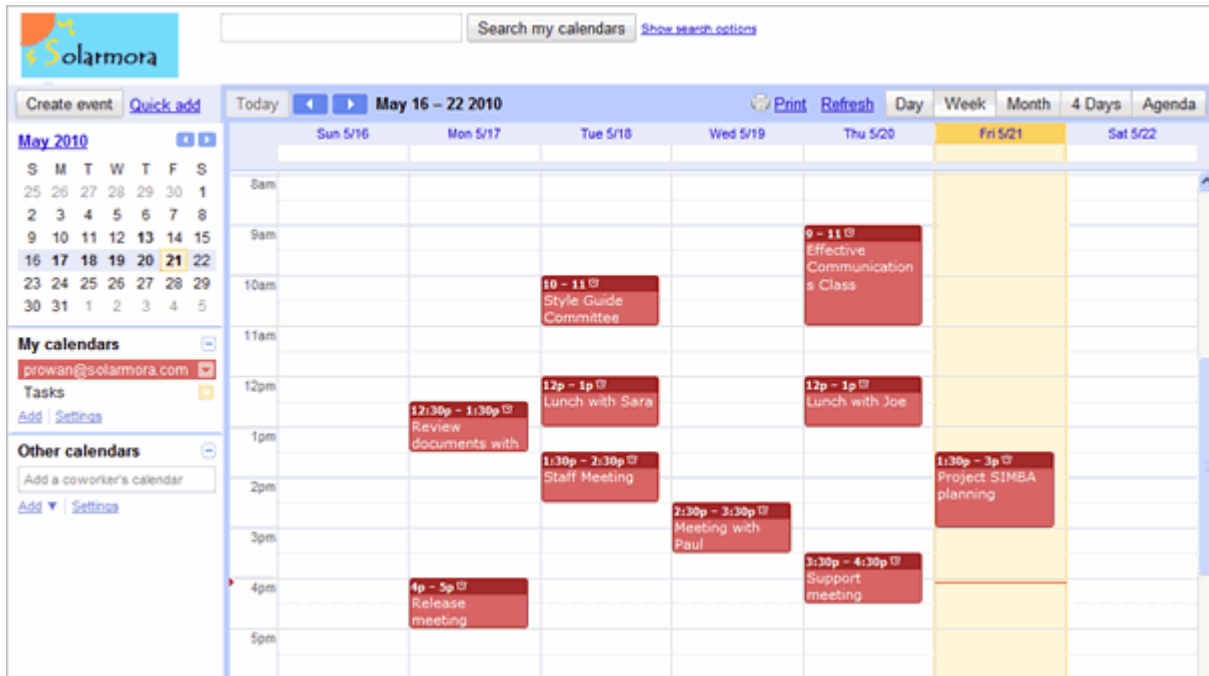 Solarmora
Search my calendars Show search options
Create event Quick add
Today May 16 – 22 2010 Print Refresh Day Week Month 4 Days Agenda
May 2010
S M T W T F S
25 26 27 28 29 30 1
2 3 4 5 6 7 8
9 10 11 12 13 14 15
16 17 18 19 20 21 22
23 24 25 26 27 28 29
30 31 1 2 3 4 5
My calendars
prowan@solarmora.com
Tasks
Add Settings
Other calendars
Add a coworker's calendar
Add ▼ Settings
Sun 5/16 Mon 5/17 Tue 5/18 Wed 5/19 Thu 5/20 Fri 5/21 Sat 5/22
8am
9am
10am
11am
12pm
1pm
2pm
3pm
4pm
5pm
12:30p – 1:30p
Review
documents with
4p – 5p
Release
meeting
10 – 11
Style Guide
Committee
12p – 1p
Lunch with Sara
1:30p – 2:30p
Staff Meeting
2:30p – 3:30p
Meeting with
Paul
9 – 11
Effective
Communication
s Class
12p – 1p
Lunch with Joe
3:30p – 4:30p
Support
meeting
1:30p – 3p
Project SIMBA
planning